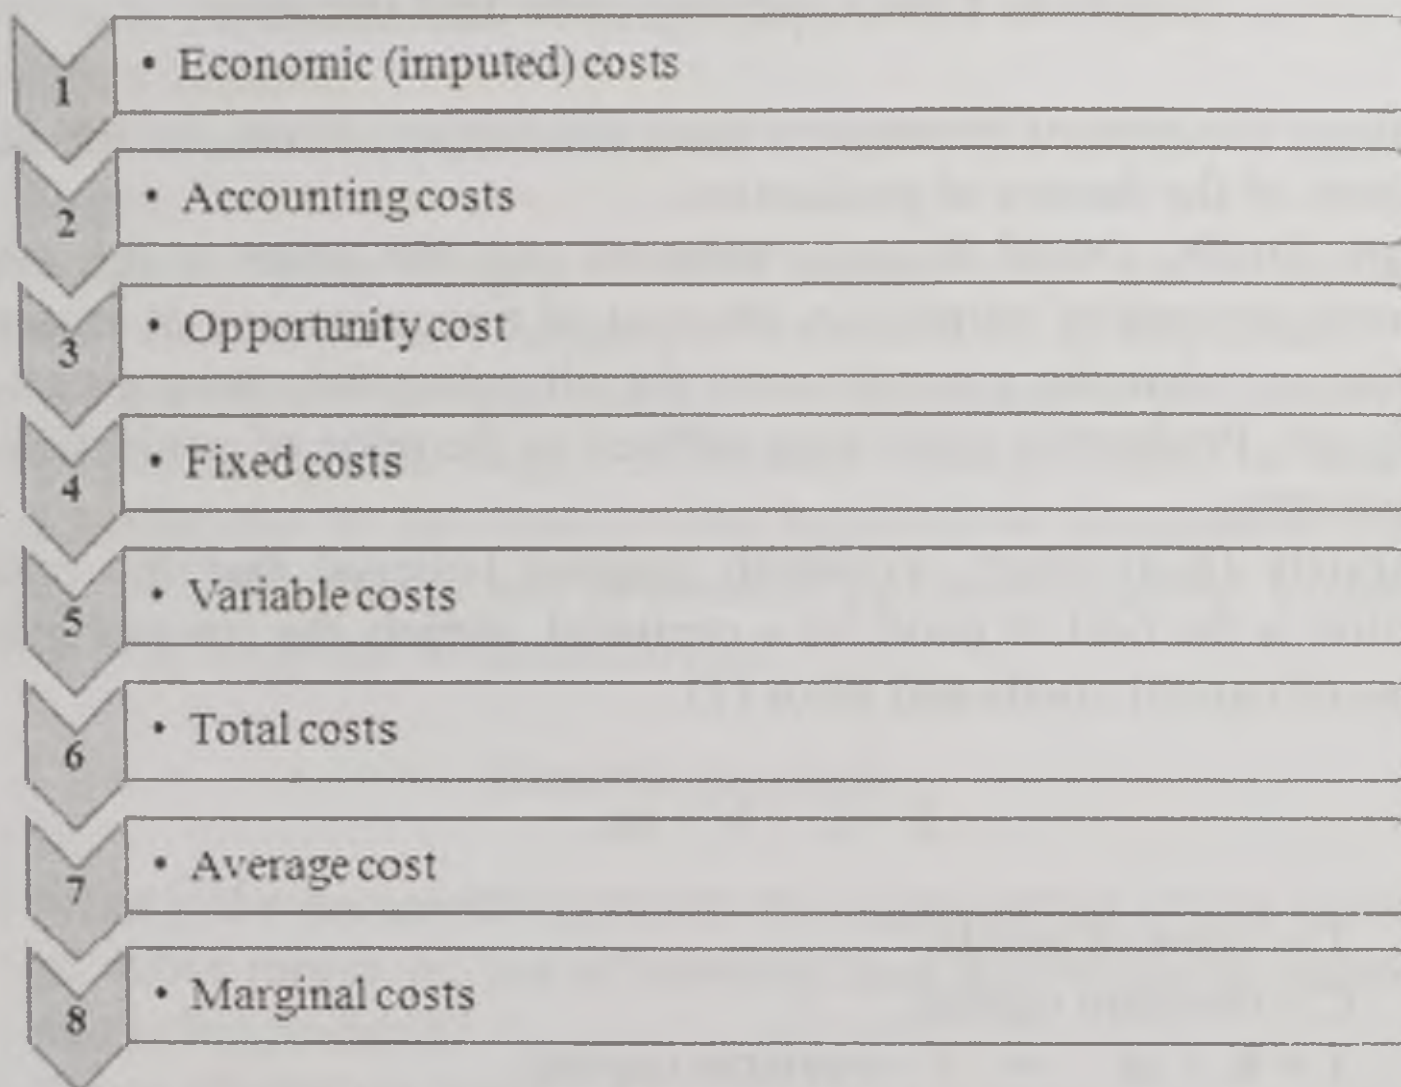 1 • Economic (imputed) costs
2 • Accounting costs
3 • Opportunity cost
4 • Fixed costs
5 • Variable costs
6 • Total costs
7 • Average cost
8 • Marginal costs